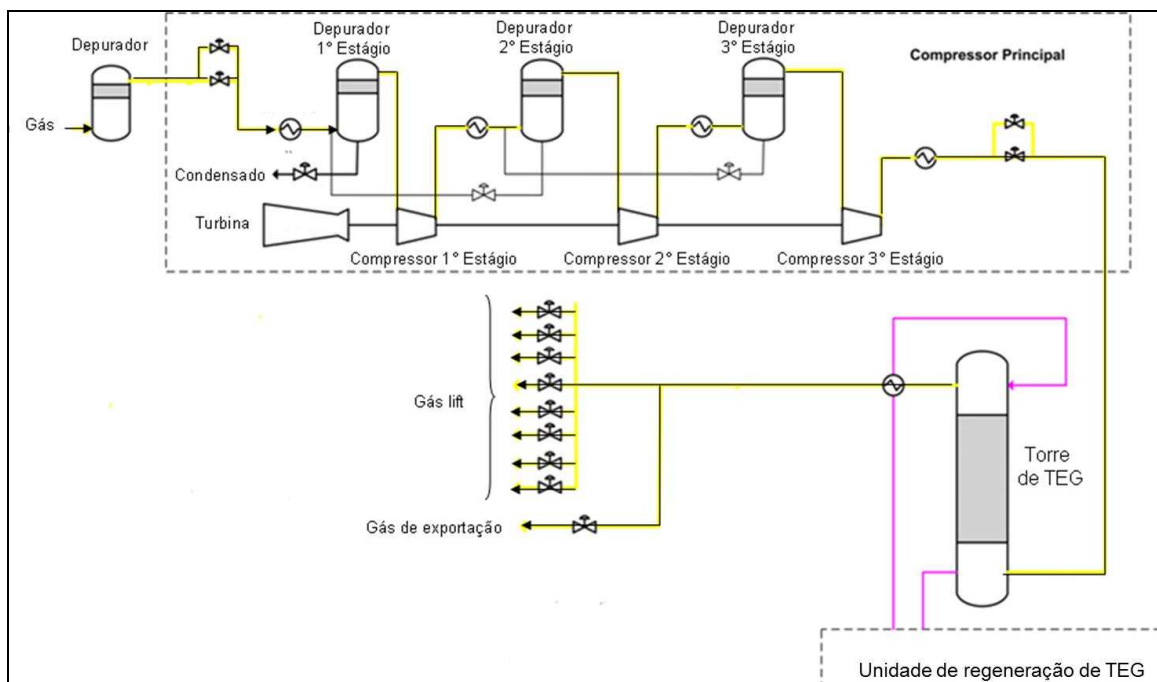 Depurador
Depurador
1° Estágio
Depurador
2° Estágio
Depurador
3° Estágio
Compressor Principal
Gás
Condensado
Turbina
Compressor 1° Estágio
Compressor 2° Estágio
Compressor 3° Estágio
Gás lift
Torre
de TEG
Gás de exportação
Unidade de regeneração de TEG